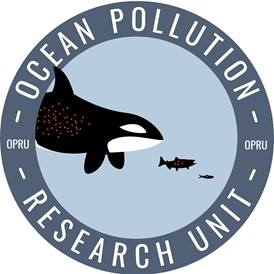 - OCEAN POLLUTION -
OPRU
OPRU
RESEARCH UNIT